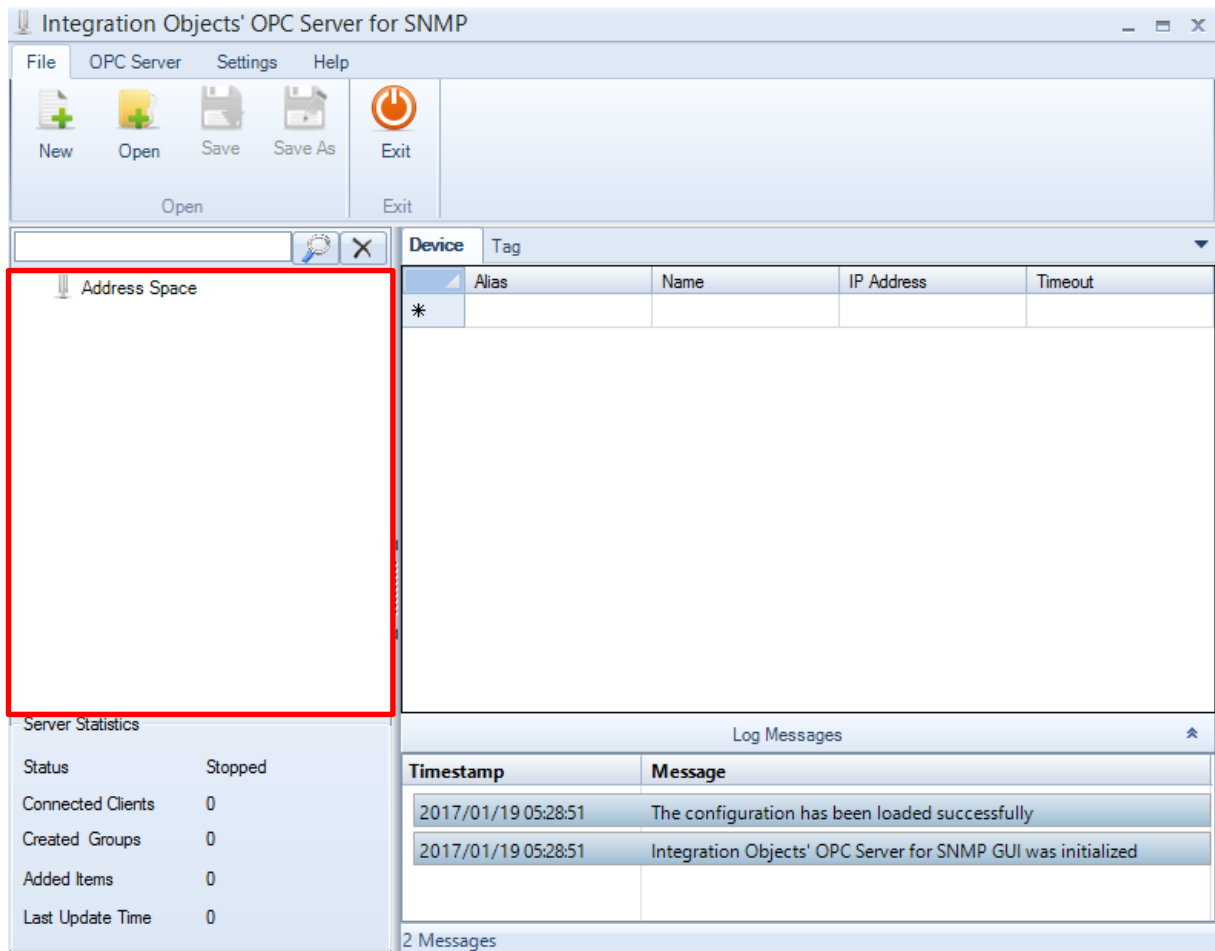 Integration Objects' OPC Server for SNMP
File OPC Server Settings Help
New Open Save Save As Exit
Open Exit
Device Tag
Address Space
Alias Name IP Address Timeout
Server Statistics
Status Stopped
Connected Clients 0
Created Groups 0
Added Items 0
Last Update Time 0
Log Messages
Timestamp Message
2017/01/19 05:28:51 The configuration has been loaded successfully
2017/01/19 05:28:51 Integration Objects' OPC Server for SNMP GUI was initialized
2 Messages